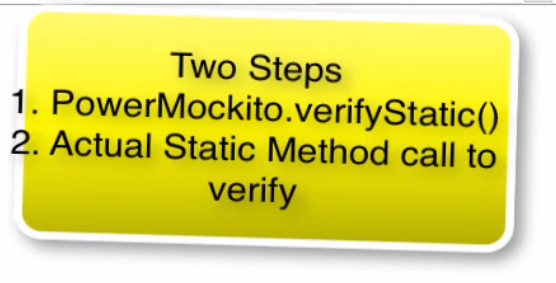 Two Steps
1. PowerMockito.verifyStatic()
2. Actual Static Method call to
verify